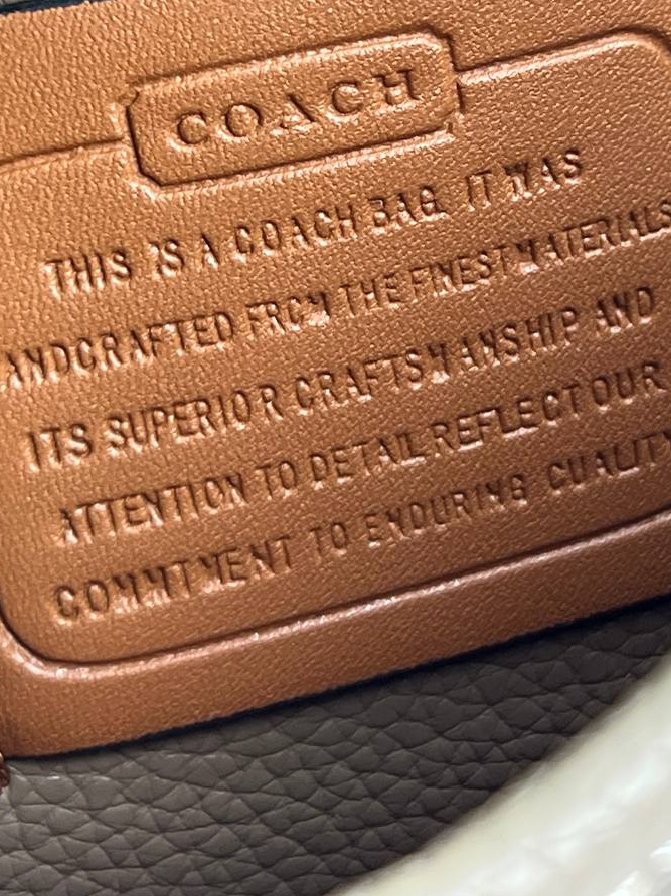 COACH
THIS IS A COACH BAG. IT WAS
ANDCRAFTED FROM THE FINEST MATERIALS
ITS SUPERIOR CRAFTSMANSHIP AND
ATTENTION TO DETAIL REFLECT OUR
COMMITMENT TO ENDURING QUALITY